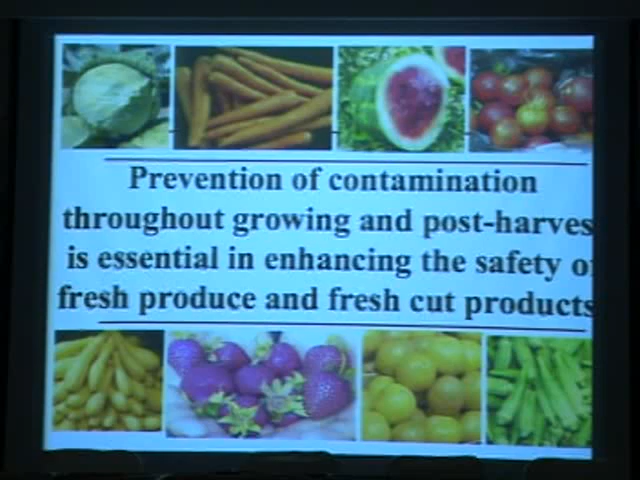 Prevention of contamination
throughout growing and post-harves
is essential in enhancing the safety o
fresh produce and fresh cut products